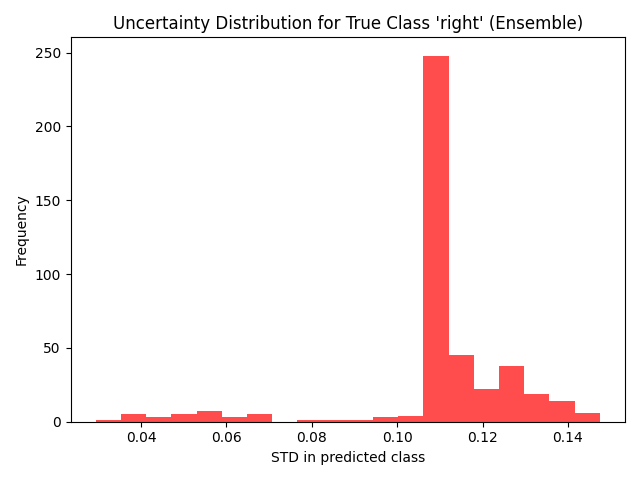 Uncertainty Distribution for True Class 'right' (Ensemble)
250
200
150
100
50
0
Frequency
0.04 0.06 0.08 0.10 0.12 0.14
STD in predicted class